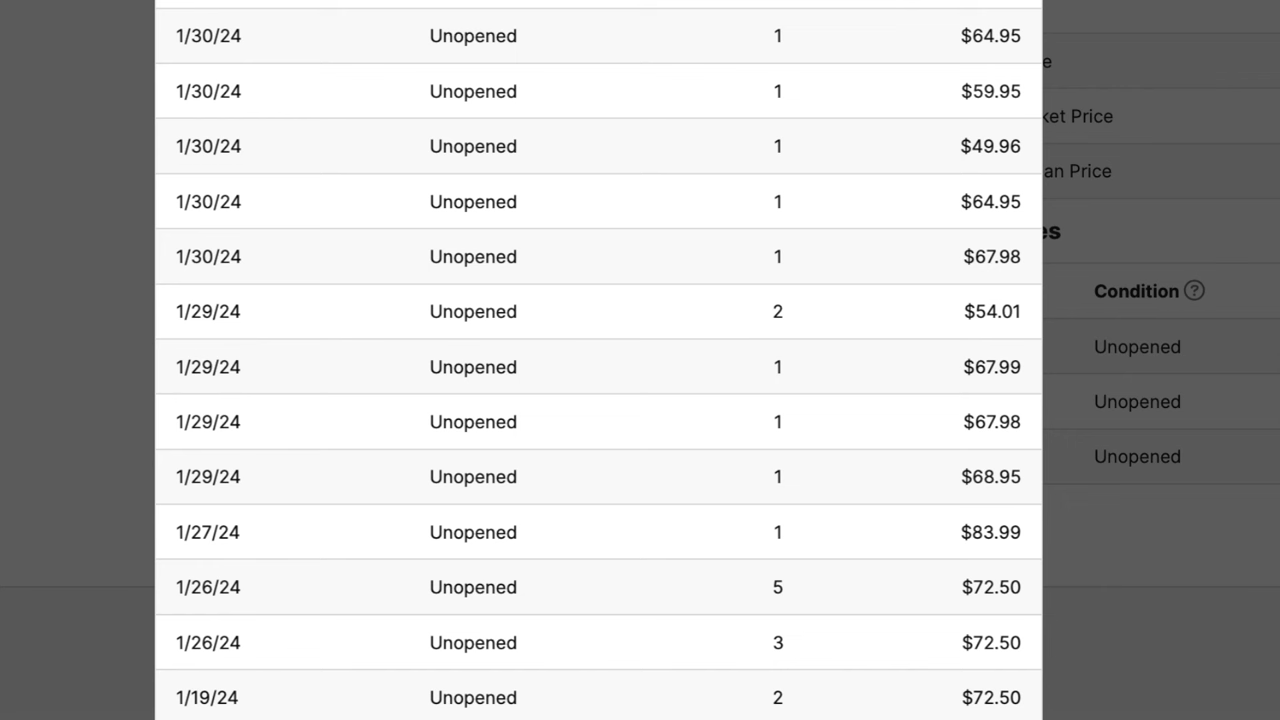 1/30/24 Unopened 1 $64.95
1/30/24 Unopened 1 $59.95
1/30/24 Unopened 1 $49.96
1/30/24 Unopened 1 $64.95
1/30/24 Unopened 1 $67.98
1/29/24 Unopened 2 $54.01
1/29/24 Unopened 1 $67.99
1/29/24 Unopened 1 $67.98
1/29/24 Unopened 1 $68.95
1/27/24 Unopened 1 $83.99
1/26/24 Unopened 5 $72.50
1/26/24 Unopened 3 $72.50
1/19/24 Unopened 2 $72.50
e
ket Price
an Price
es
Condition ?
Unopened
Unopened
Unopened